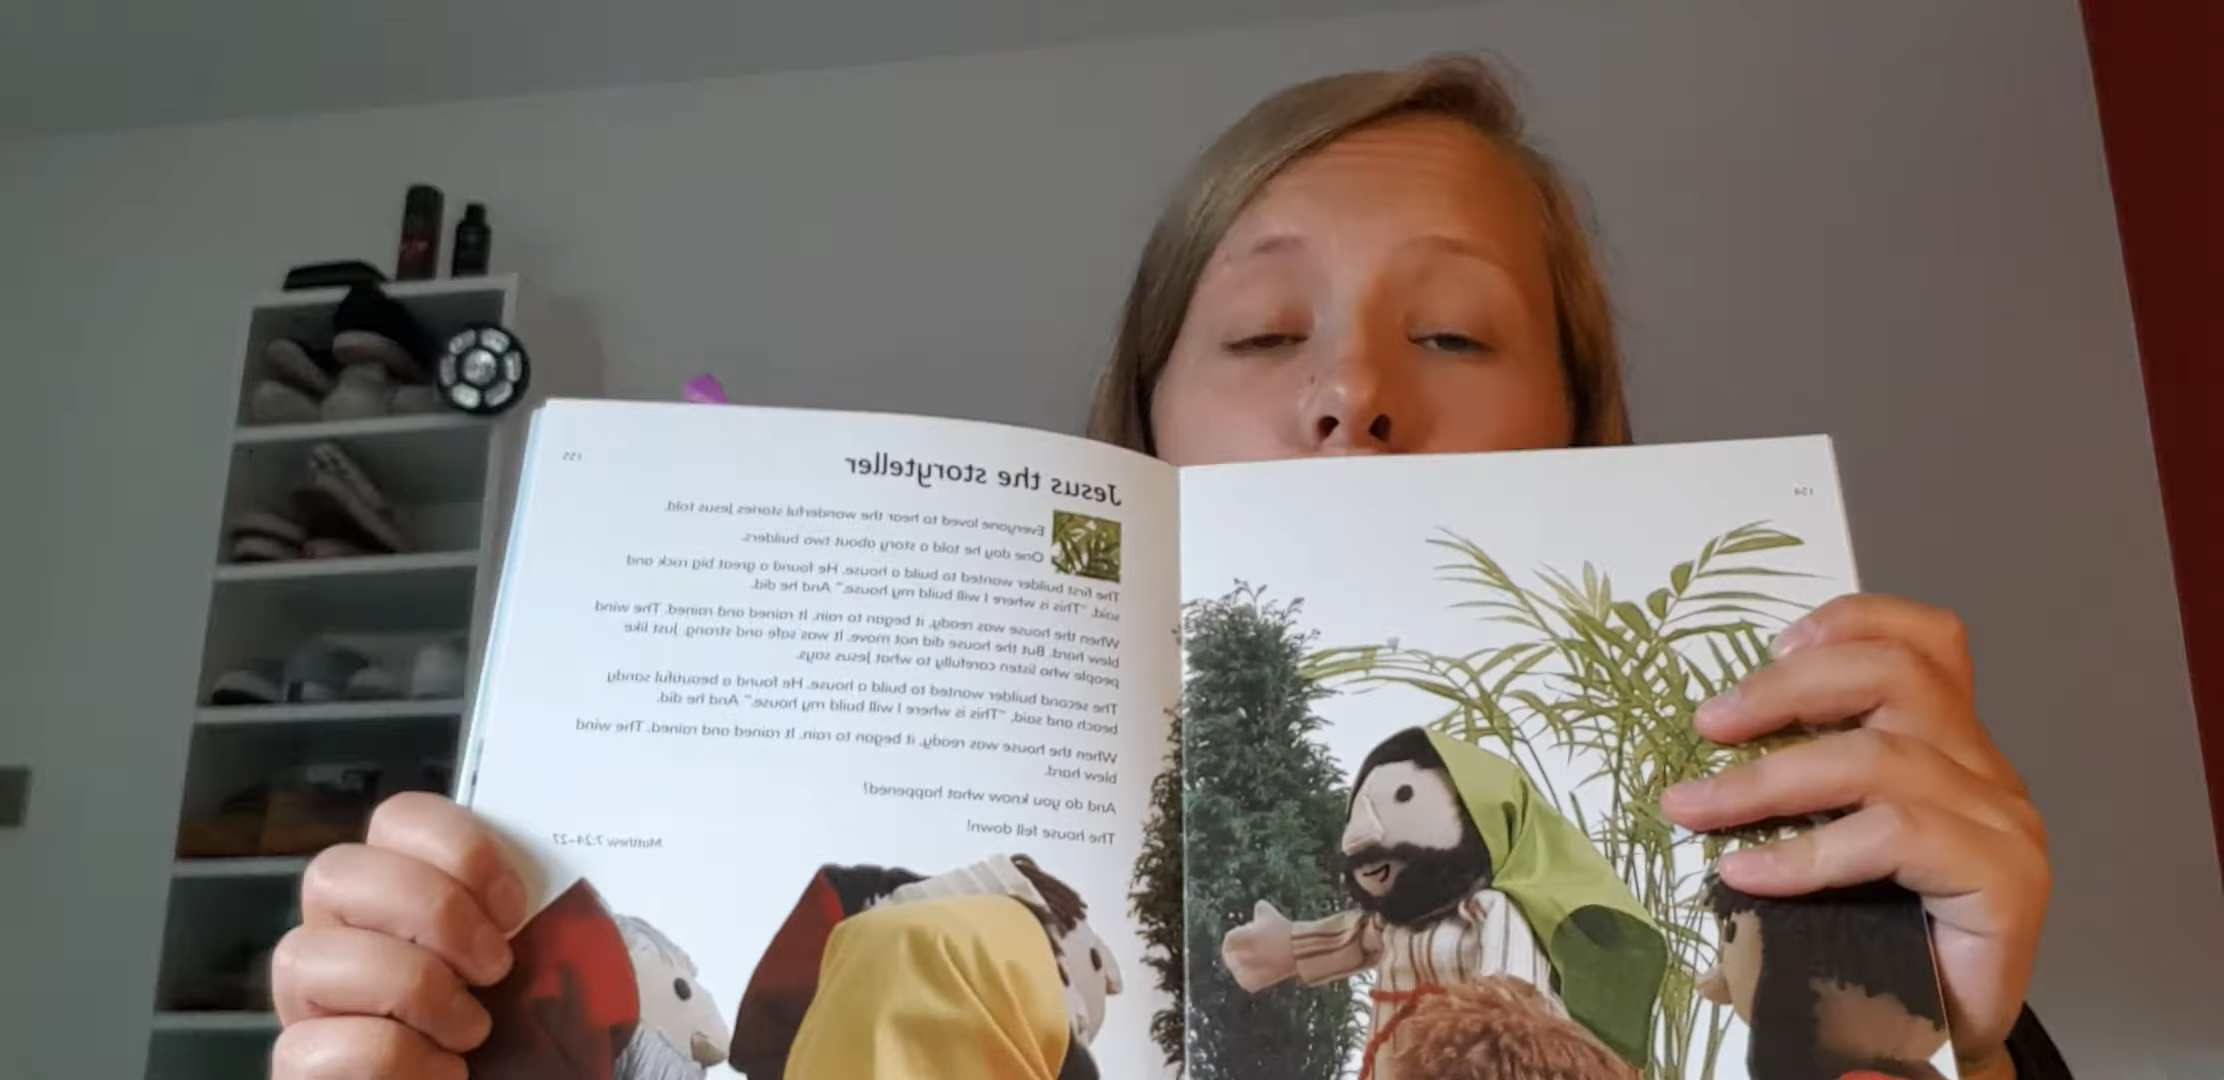 154
155
Jesus the storyteller
Everyone loved to hear the wonderful stories Jesus told.
One day he told a story about two builders.
The first builder wanted to build a house. He found a great big rock and
said, "This is where I will build my house." And he did.
When the house was ready, it began to rain. It rained and rained. The wind
blew hard. But the house did not move. It was safe and strong. Just like
people who listen carefully to what Jesus says.
The second builder wanted to build a house. He found a beautiful sandy
beach and said, "This is where I will build my house." And he did.
When the house was ready, it began to rain. It rained and rained. The wind
blew hard.
And do you know what happened?
The house fell down!
Matthew 7:24–27